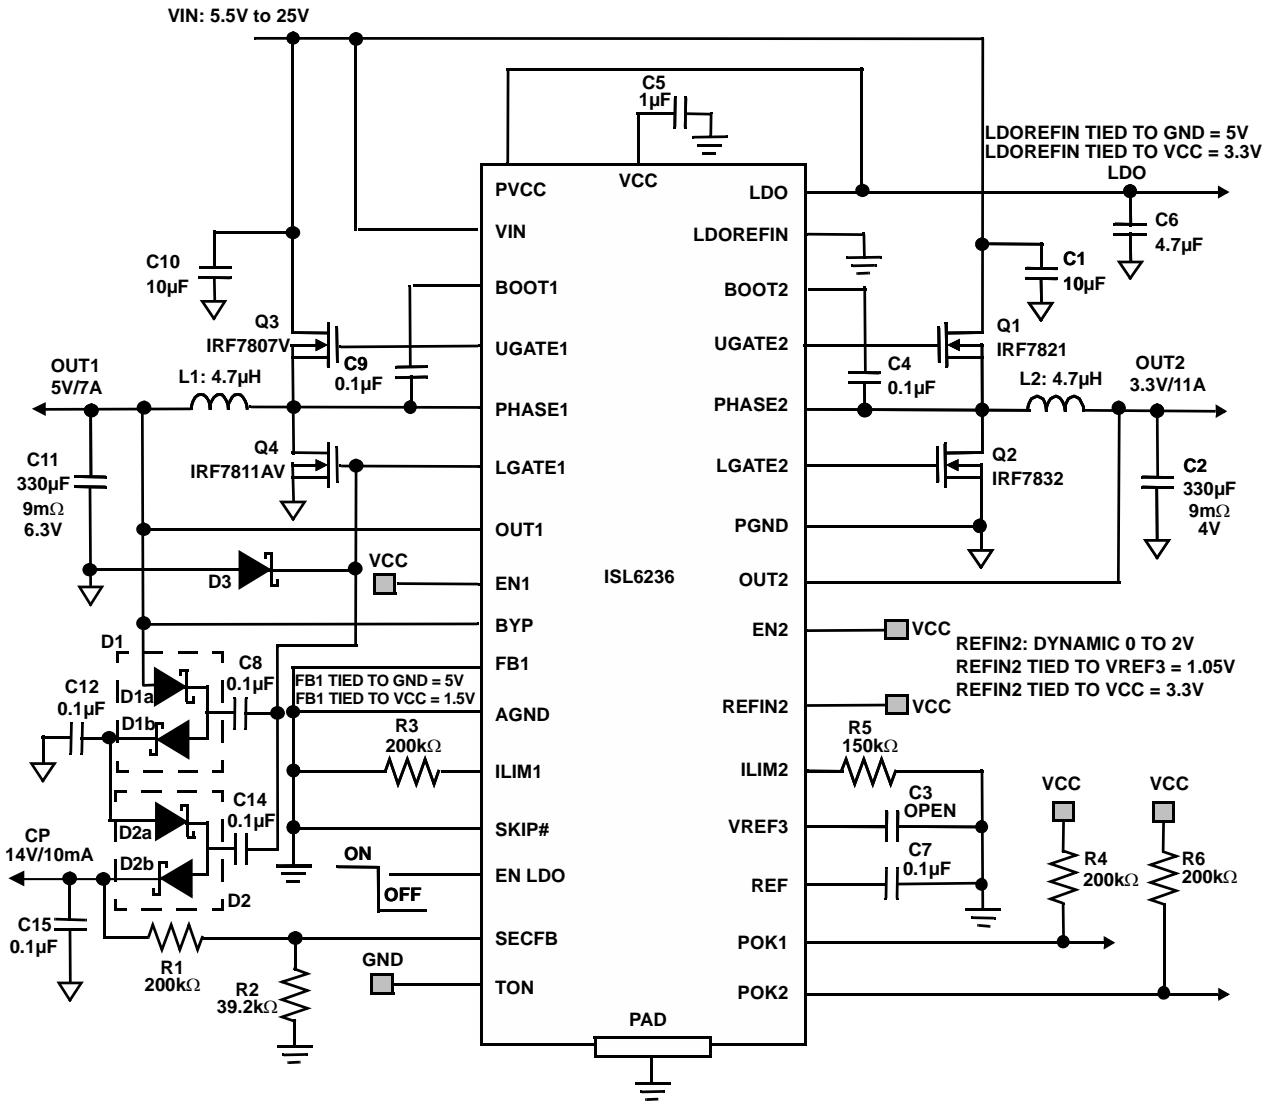 VIN: 5.5V to 25V
C5
1µF
LDOREFIN TIED TO GND = 5V
LDOREFIN TIED TO VCC = 3.3V
LDO
PVCC
VCC
LDO
VIN
LDOREFIN
C6
4.7µF
C10
10µF
C1
10µF
BOOT1
BOOT2
Q3
IRF7807V
UGATE1
UGATE2
Q1
IRF7821
C9
0.1µF
C4
0.1µF
OUT1
5V/7A
L1: 4.7µH
OUT2
3.3V/11A
L2: 4.7µH
PHASE1
PHASE2
Q4
IRF7811AV
LGATE1
LGATE2
Q2
IRF7832
C11
330µF
9mΩ
6.3V
C2
330µF
9mΩ
4V
OUT1
PGND
D3
VCC
EN1
ISL6236
OUT2
BYP
EN2
VCC
REFIN2: DYNAMIC 0 TO 2V
REFIN2 TIED TO VREF3 = 1.05V
REFIN2 TIED TO VCC = 3.3V
D1
FB1
FB1 TIED TO GND = 5V
FB1 TIED TO VCC = 1.5V
C8
0.1µF
C12
0.1µF
D1a
D1b
AGND
REFIN2
VCC
R3
200kΩ
R5
150kΩ
ILIM1
ILIM2
C3
OPEN
VCC
VCC
C14
0.1µF
D2a
D2b
D2
CP
14V/10mA
SKIP#
VREF3
C7
0.1µF
ON
OFF
EN LDO
REF
R4
200kΩ
R6
200kΩ
C15
0.1µF
R1
200kΩ
SECFB
POK1
R2
39.2kΩ
GND
TON
POK2
PAD